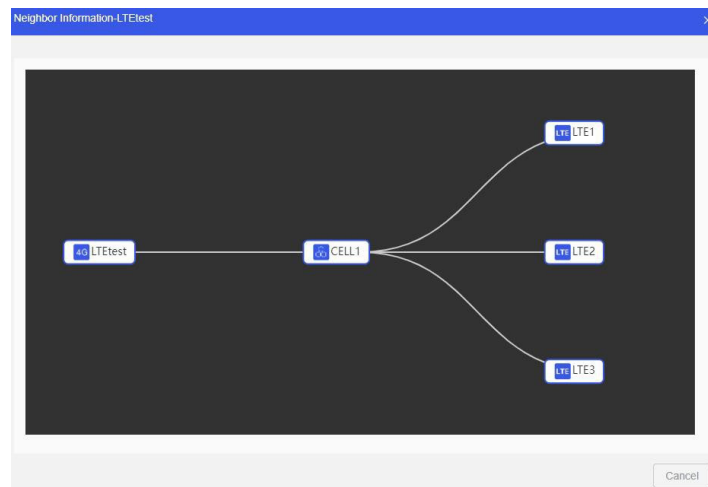 Neighbor Information-LTEtest
LTE LTE1
4G LTEtest
CELL1
LTE LTE2
LTE LTE3
Cancel